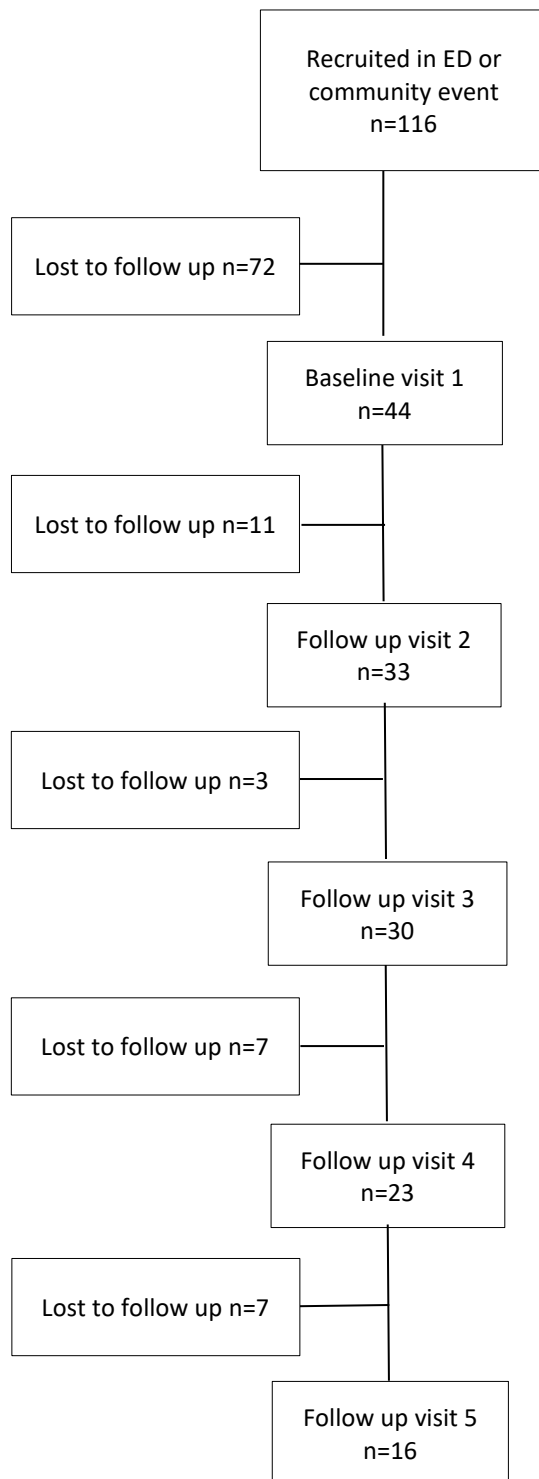 Recruited in ED or
community event
n=116
Lost to follow up n=72
Baseline visit 1
n=44
Lost to follow up n=11
Follow up visit 2
n=33
Lost to follow up n=3
Follow up visit 3
n=30
Lost to follow up n=7
Follow up visit 4
n=23
Lost to follow up n=7
Follow up visit 5
n=16